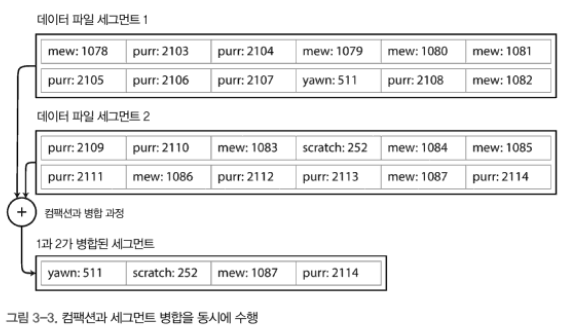 데이터 파일 세그먼트 1
mew: 1078 purr: 2103 purr: 2104 mew: 1079 mew: 1080 mew: 1081
purr: 2105 purr: 2106 purr: 2107 yawn: 511 purr: 2108 mew: 1082
데이터 파일 세그먼트 2
purr: 2109 purr: 2110 mew: 1083 scratch: 252 mew: 1084 mew: 1085
purr: 2111 mew: 1086 purr: 2112 purr: 2113 mew: 1087 purr: 2114
+ 컴팩션과 병합 과정
1과 2가 병합된 세그먼트
yawn: 511 scratch: 252 mew: 1087 purr: 2114
그림 3-3. 컴팩션과 세그먼트 병합을 동시에 수행